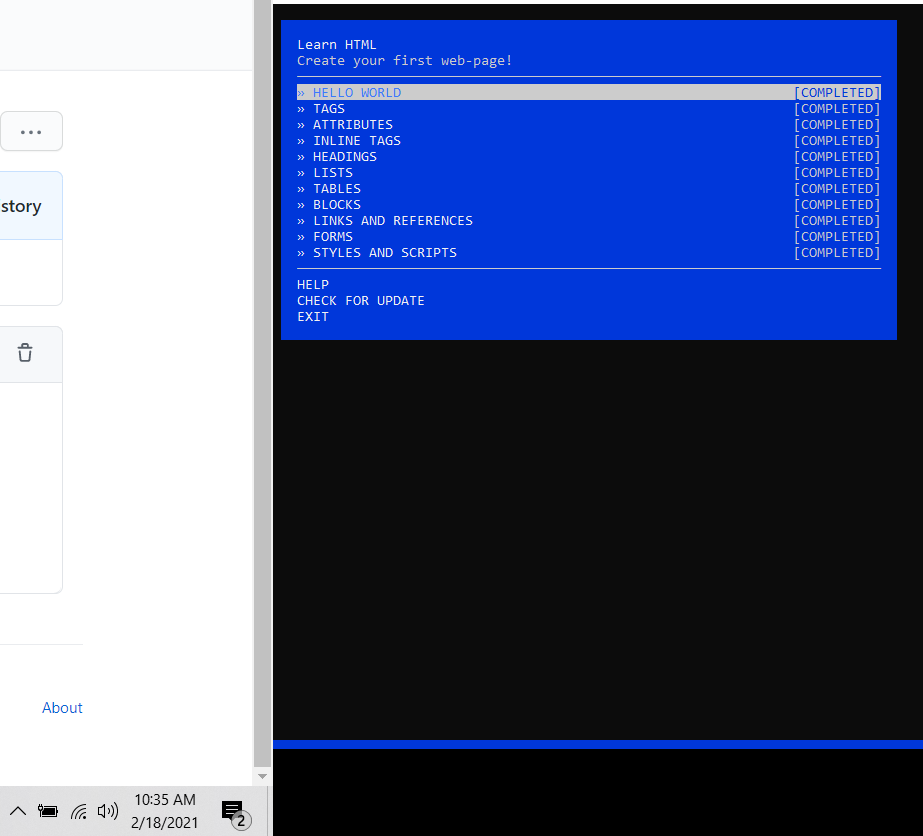 story
About
10:35 AM
2/18/2021
2
Learn HTML
Create your first web-page!
» HELLO WORLD [COMPLETED]
» TAGS [COMPLETED]
» ATTRIBUTES [COMPLETED]
» INLINE TAGS [COMPLETED]
» HEADINGS [COMPLETED]
» LISTS [COMPLETED]
» TABLES [COMPLETED]
» BLOCKS [COMPLETED]
» LINKS AND REFERENCES [COMPLETED]
» FORMS [COMPLETED]
» STYLES AND SCRIPTS [COMPLETED]
HELP
CHECK FOR UPDATE
EXIT